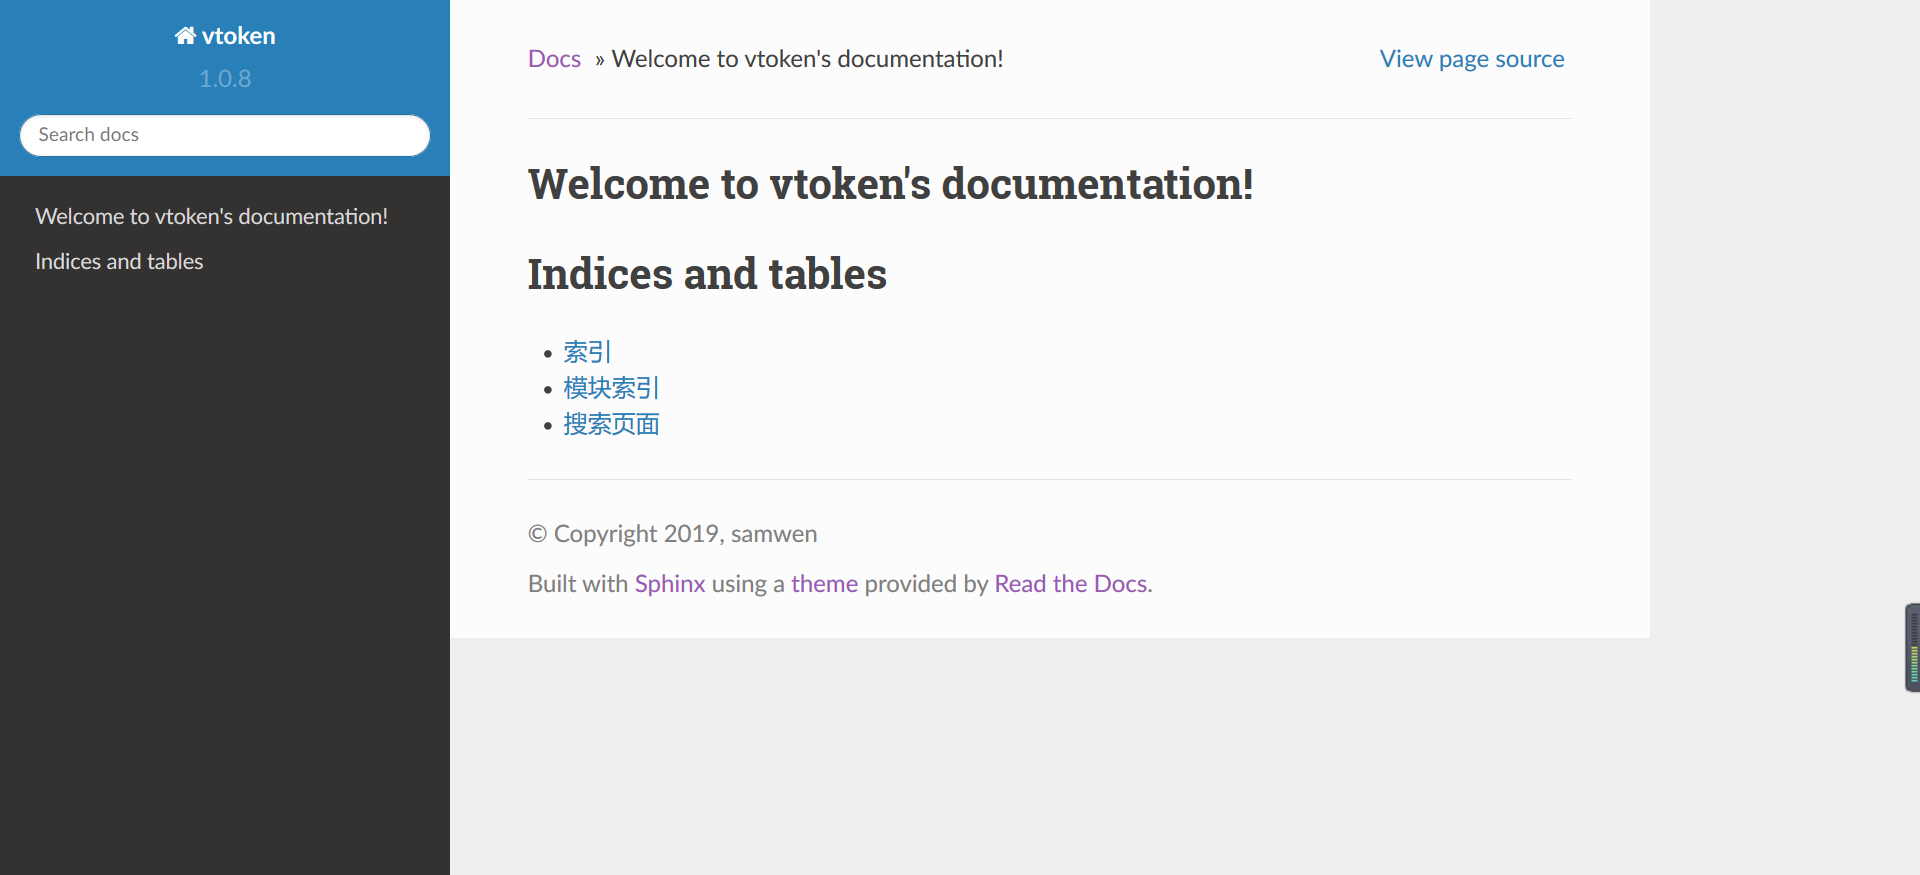 vtoken
1.0.8
Search docs
Welcome to vtoken's documentation!
Indices and tables
Docs » Welcome to vtoken's documentation!
View page source
Welcome to vtoken's documentation!
Indices and tables
索引
模块索引
搜索页面
© Copyright 2019, samwen
Built with Sphinx using a theme provided by Read the Docs.